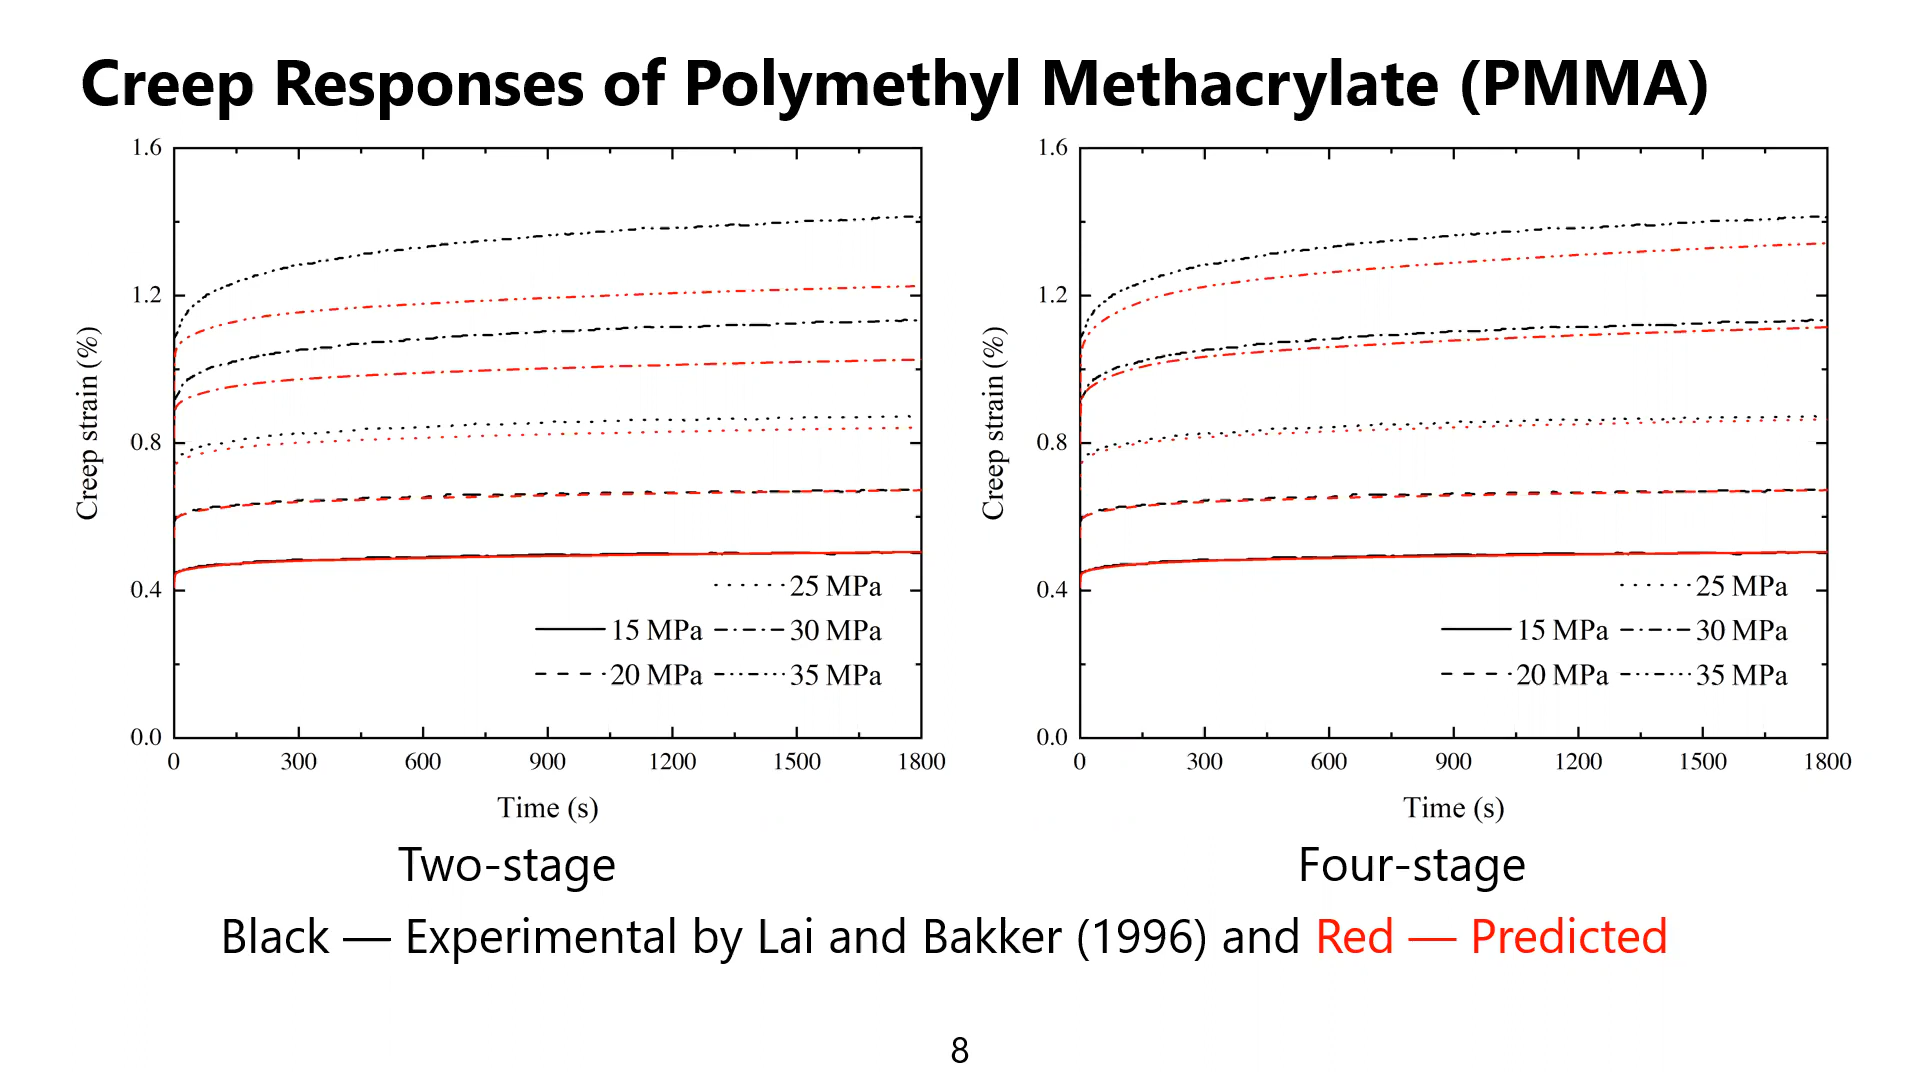 Creep Responses of Polymethyl Methacrylate (PMMA)
1.6
1.2
0.8
0.4
0.0
Creep strain (%)
25 MPa
15 MPa 30 MPa
20 MPa 35 MPa
0 300 600 900 1200 1500 1800
Time (s)
Two-stage
1.6
1.2
0.8
0.4
0.0
Creep strain (%)
25 MPa
15 MPa 30 MPa
20 MPa 35 MPa
0 300 600 900 1200 1500 1800
Time (s)
Four-stage
Black — Experimental by Lai and Bakker (1996) and Red — Predicted
8